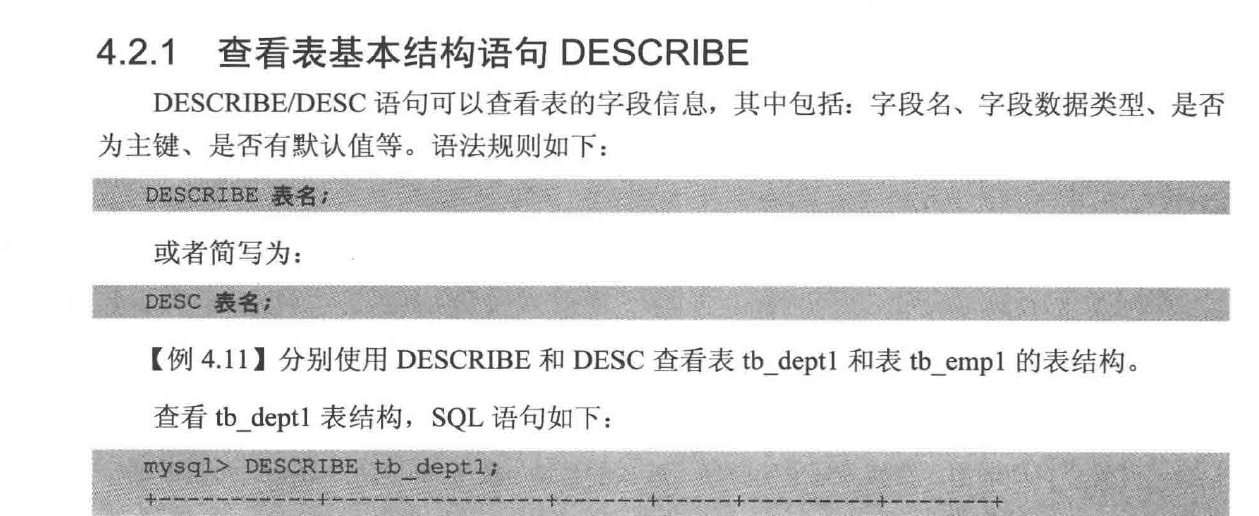 4.2.1 查看表基本结构语句 DESCRIBE
DESCRIBE/DESC 语句可以查看表的字段信息，其中包括：字段名、字段数据类型、是否
为主键、是否有默认值等。语法规则如下：
DESCRIBE 表名;
或者简写为：
DESC 表名;
【例 4.11】分别使用 DESCRIBE 和 DESC 查看表 tb_dept1 和表 tb_emp1 的表结构。
查看 tb_dept1 表结构，SQL 语句如下：
mysql> DESCRIBE tb_dept1;
+-----------+---------------+------+-----+---------+-------+